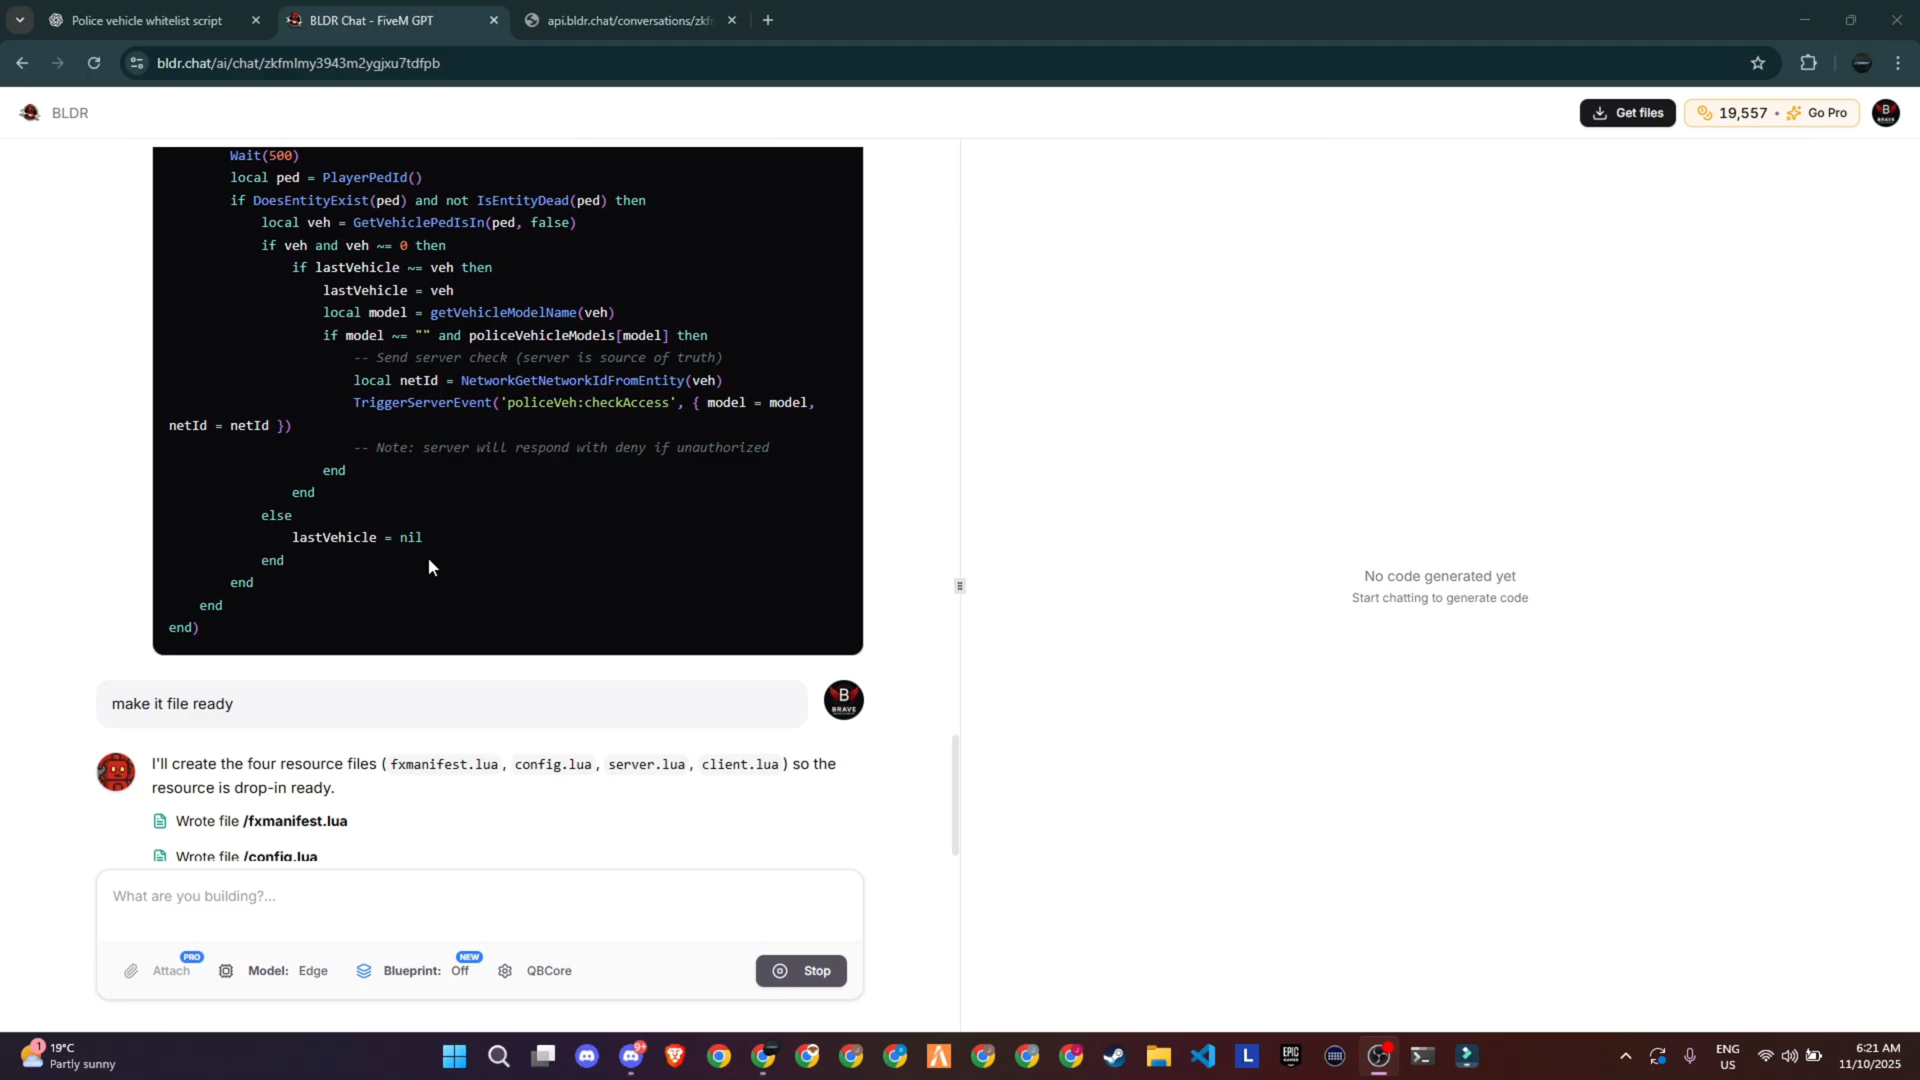 Police vehicle whitelist script
BLDR Chat - FiveM GPT
api.bldr.chat/conversations/zkfm
bldr.chat/ai/chat/zkfmlmy3943m2ygjxu7tdfpb
BLDR
Get files
19,557 • Go Pro
Wait(500)
local ped = PlayerPedId()
if DoesEntityExist(ped) and not IsEntityDead(ped) then
local veh = GetVehiclePedIsIn(ped, false)
if veh and veh ~= 0 then
if lastVehicle ~= veh then
lastVehicle = veh
local model = getVehicleModelName(veh)
if model ~= "" and policeVehicleModels[model] then
-- Send server check (server is source of truth)
local netId = NetworkGetNetworkIdFromEntity(veh)
TriggerServerEvent('policeVeh:checkAccess', { model = model,
netId = netId })
-- Note: server will respond with deny if unauthorized
end
end
else
lastVehicle = nil
end
end
end
end)
make it file ready
B
BRAVE
I'll create the four resource files ( fxmanifest.lua , config.lua , server.lua , client.lua ) so the
resource is drop-in ready.
Wrote file /fxmanifest.lua
Wrote file /config.lua
What are you building?...
Attach PRO
Model: Edge
Blueprint: Off NEW
QBCore
Stop
No code generated yet
Start chatting to generate code
1
19°C
Partly sunny
9+
L
EPIC
ENG
US
6:21 AM
11/10/2025